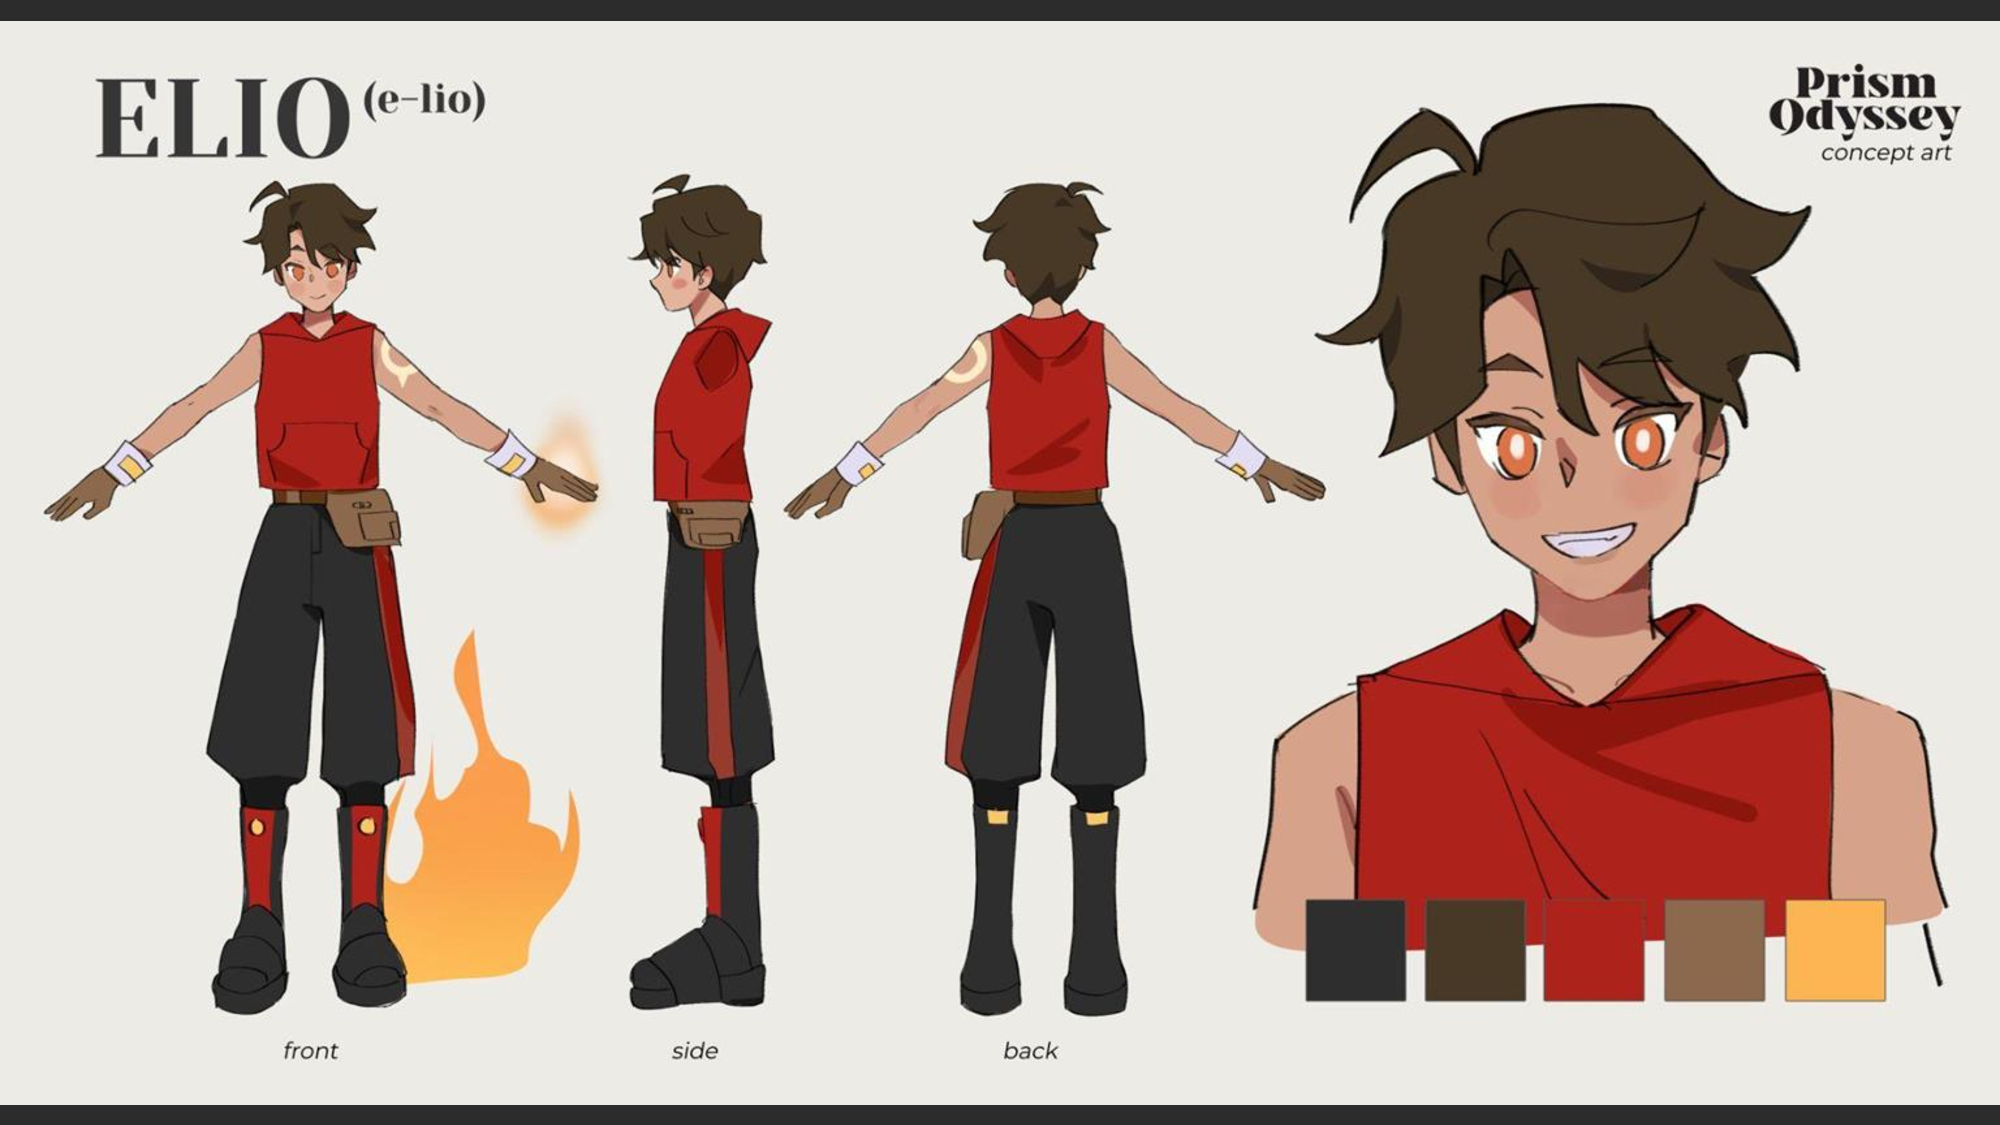 ELIO (e-lio)
Prism
Odyssey
concept art
front
side
back